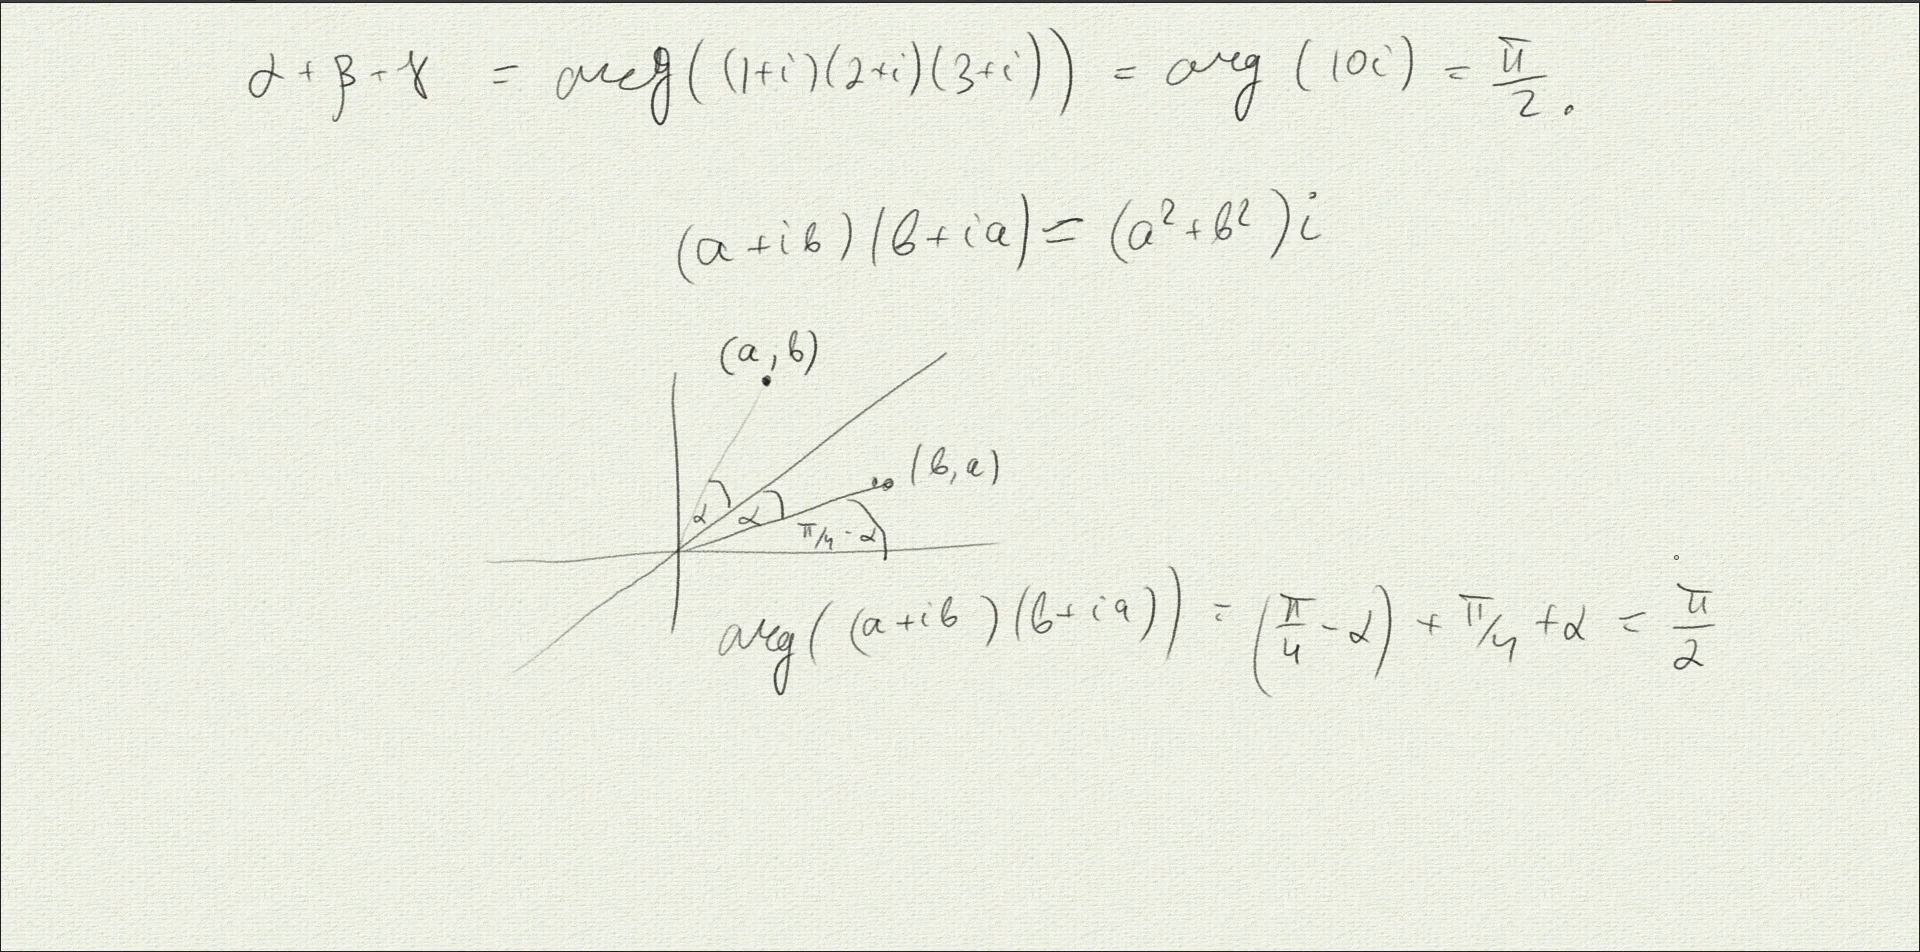 α + β + γ = arg((1+i)(2+i)(3+i)) = arg (10i) = π/2.
(a+ib)(b+ia) = (a²+b²)i
(a,b)
(b,a)
α α π/4-α
arg((a+ib)(b+ia)) = (π/4-α) + π/4 + α = π/2